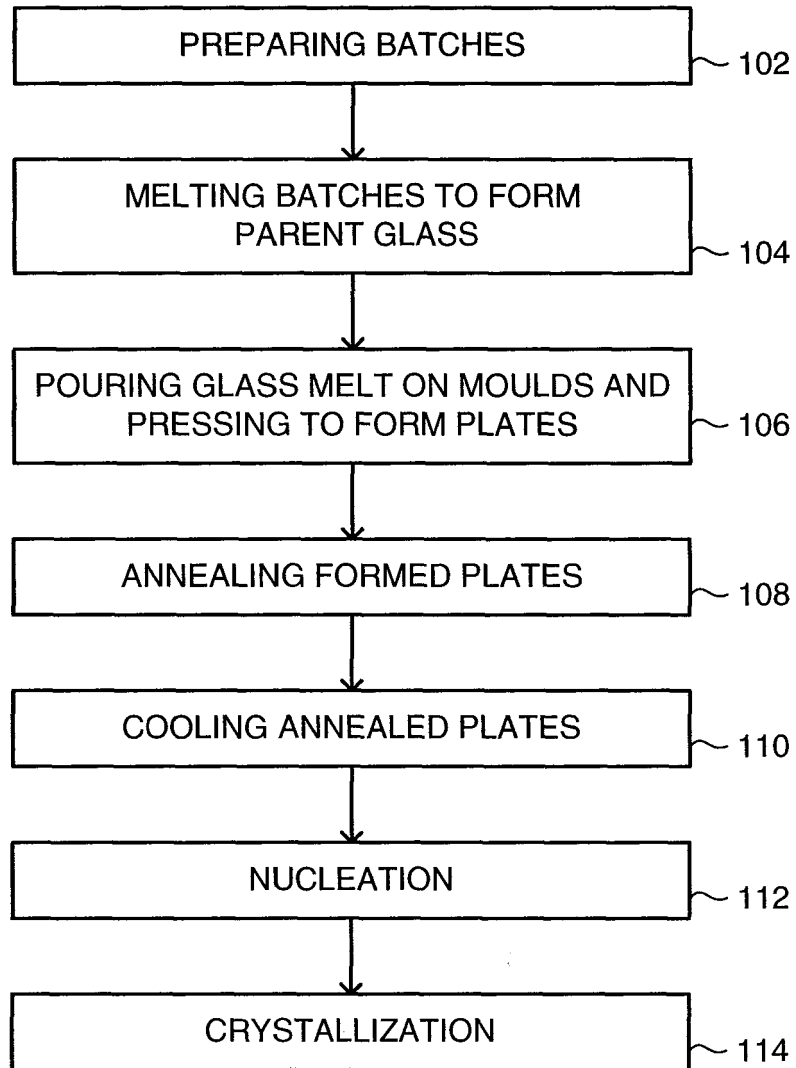 PREPARING BATCHES
102
MELTING BATCHES TO FORM
PARENT GLASS
104
POURING GLASS MELT ON MOULDS AND
PRESSING TO FORM PLATES
106
ANNEALING FORMED PLATES
108
COOLING ANNEALED PLATES
110
NUCLEATION
112
CRYSTALLIZATION
114